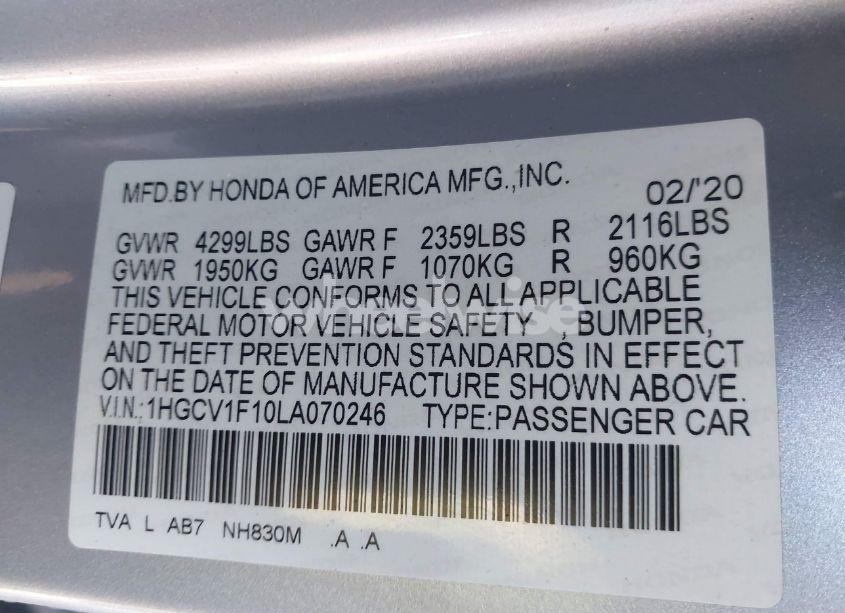 MFD.BY HONDA OF AMERICA MFG.,INC. 02/'20
GVWR 4299LBS GAWR F 2359LBS R 2116LBS
GVWR 1950KG GAWR F 1070KG R 960KG
THIS VEHICLE CONFORMS TO ALL APPLICABLE
FEDERAL MOTOR VEHICLE SAFETY , BUMPER,
AND THEFT PREVENTION STANDARDS IN EFFECT
ON THE DATE OF MANUFACTURE SHOWN ABOVE.
V.I.N.:1HGCV1F10LA070246 TYPE:PASSENGER CAR
TVA L AB7 NH830M .A .A